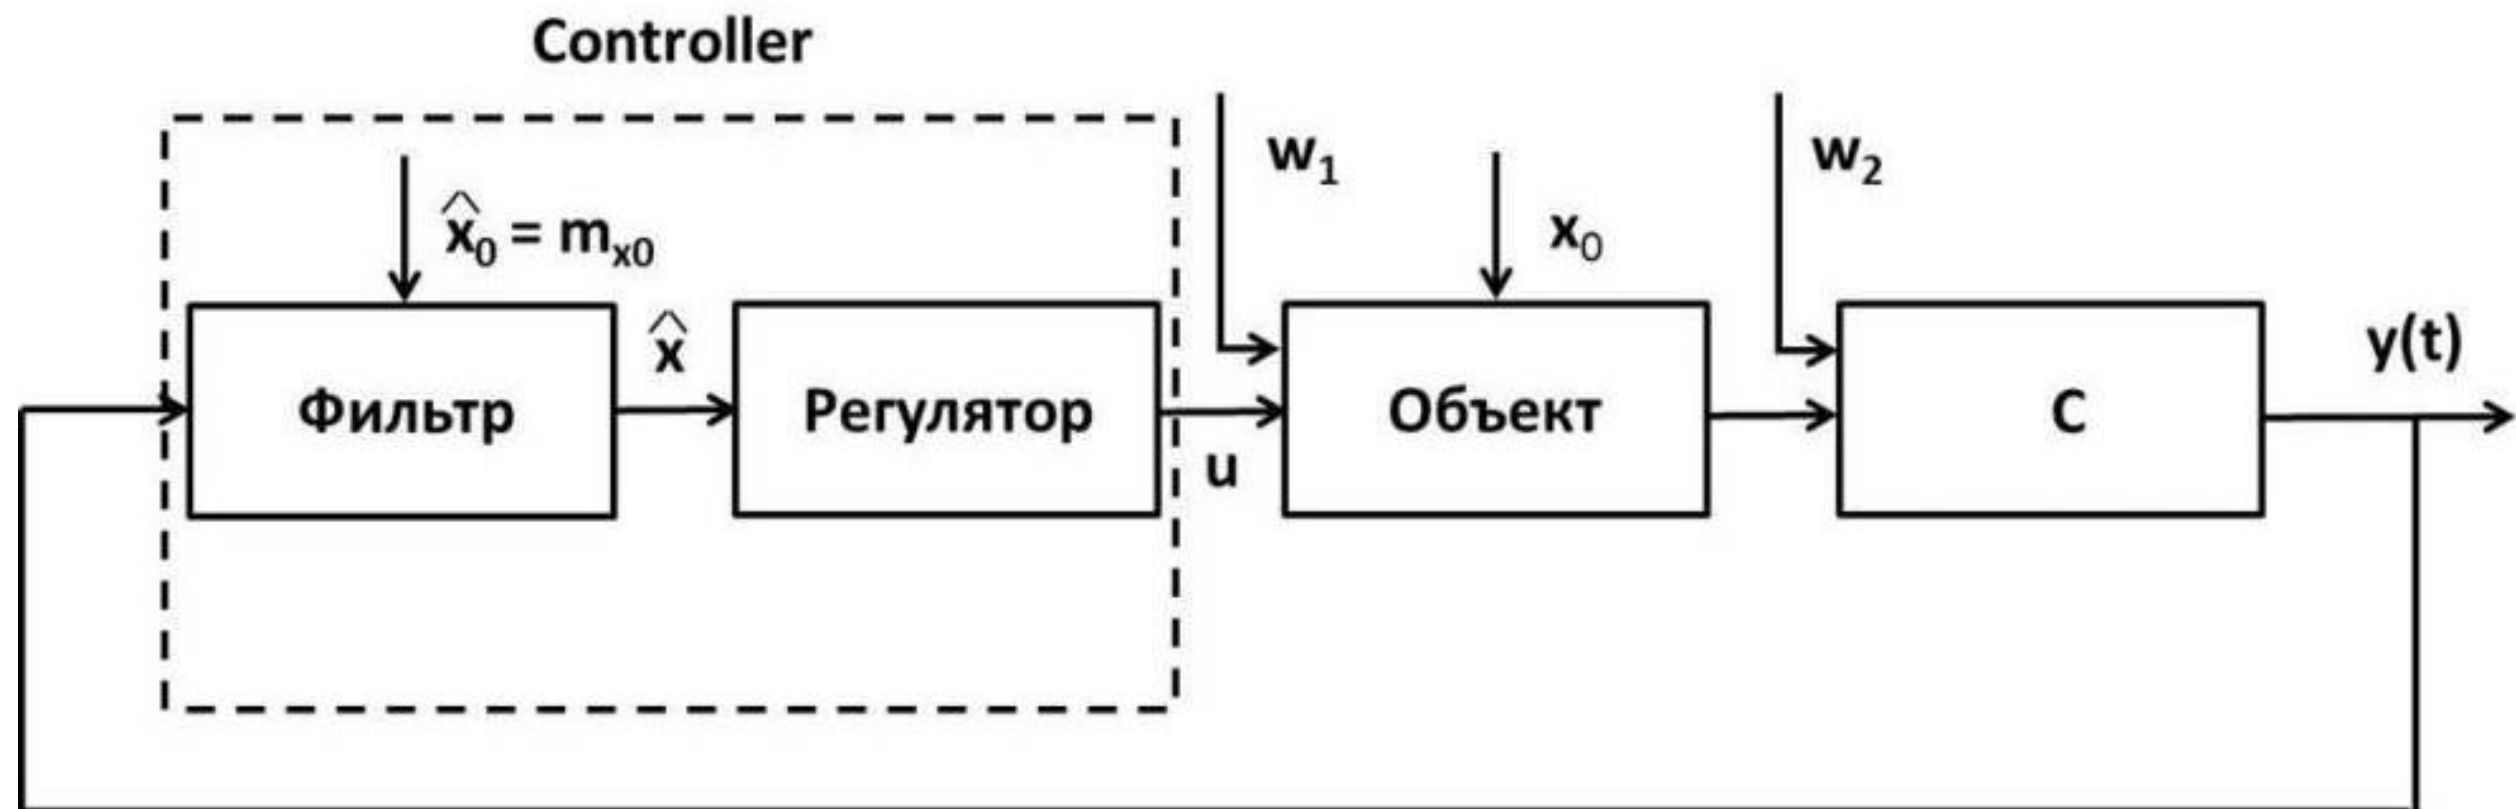 Controller
w₁
w₂
x̂₀ = mₓ₀
x₀
x̂
y(t)
Фильтр
Регулятор
Объект
С
u